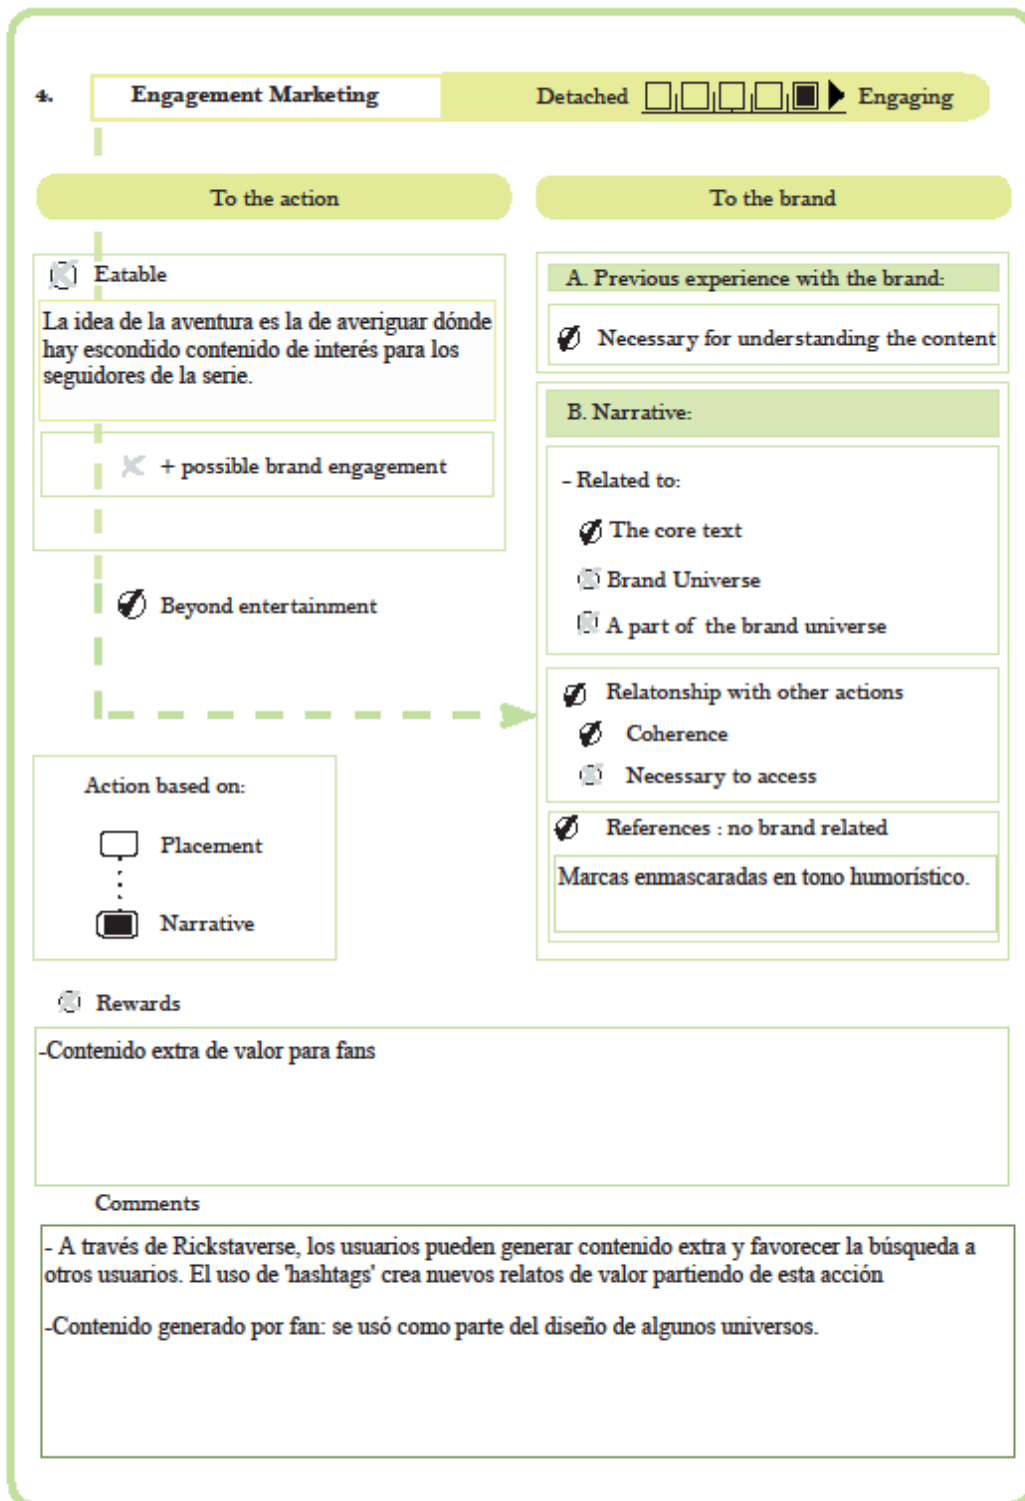 4. Engagement Marketing Detached Engaging
To the action
Eatable
La idea de la aventura es la de averiguar dónde
hay escondido contenido de interés para los
seguidores de la serie.
+ possible brand engagement
Beyond entertainment
Action based on:
Placement
Narrative
To the brand
A. Previous experience with the brand:
Necessary for understanding the content
B. Narrative:
- Related to:
The core text
Brand Universe
A part of the brand universe
Relatonship with other actions
Coherence
Necessary to access
References : no brand related
Marcas enmascaradas en tono humorístico.
Rewards
-Contenido extra de valor para fans
Comments
- A través de Rickstaverse, los usuarios pueden generar contenido extra y favorecer la búsqueda a
otros usuarios. El uso de 'hashtags' crea nuevos relatos de valor partiendo de esta acción
-Contenido generado por fan: se usó como parte del diseño de algunos universos.